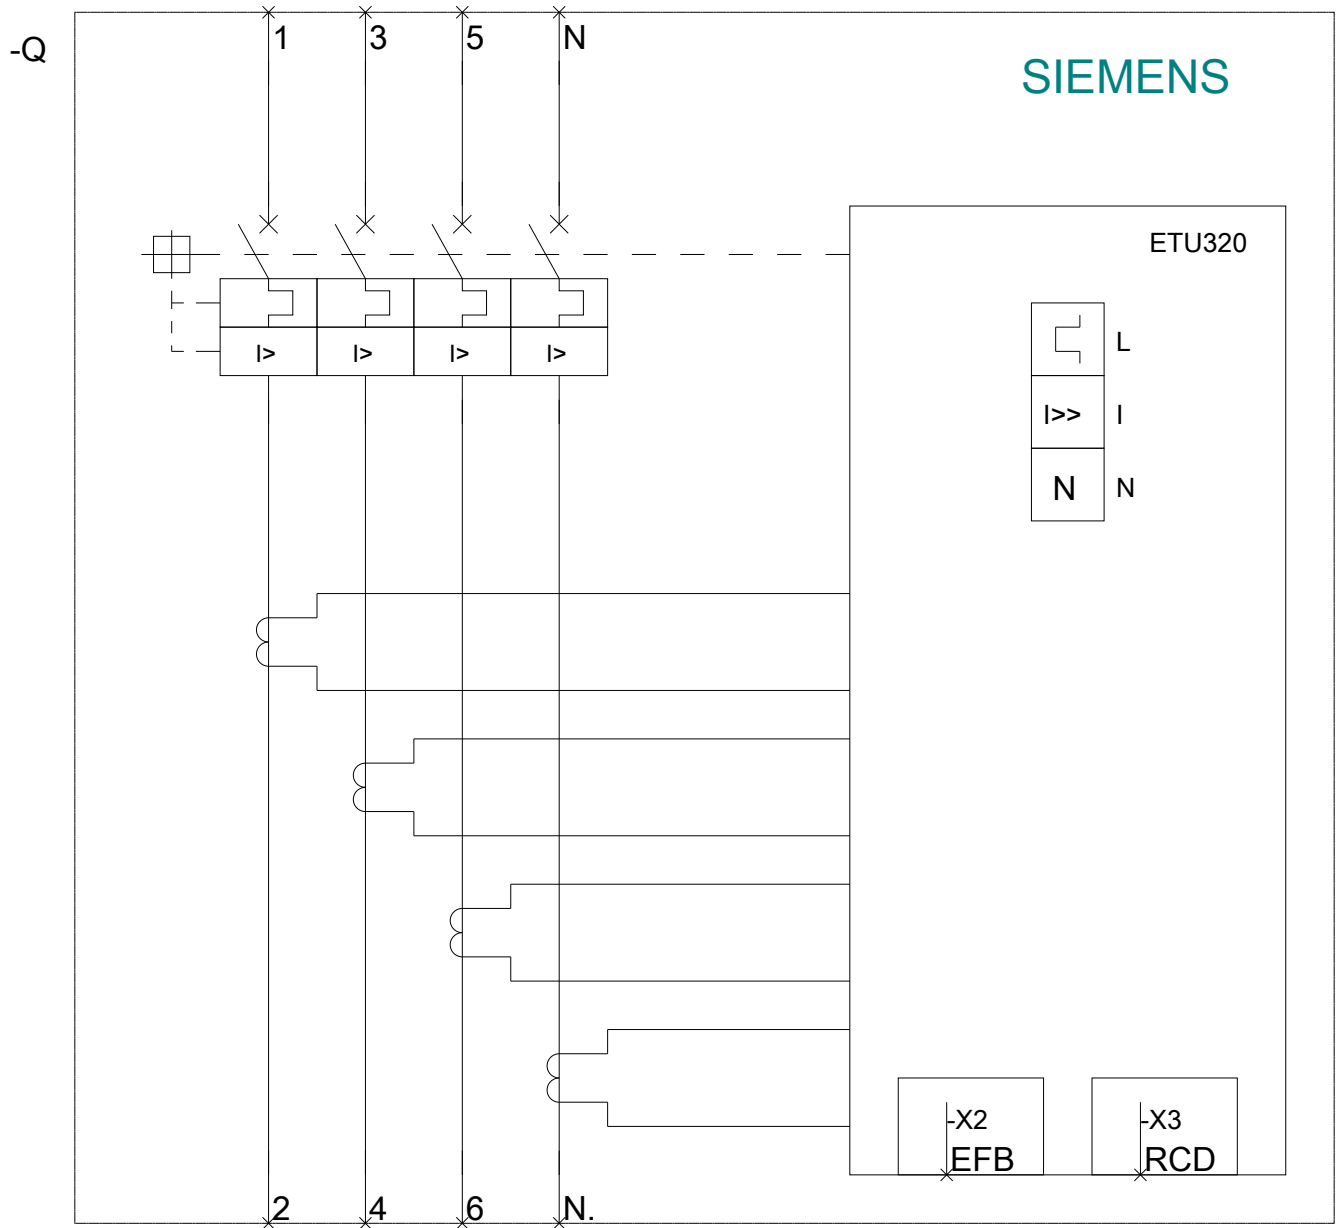 1 3 5 N
-Q
SIEMENS
ETU320
I> I> I> I>
L
I>> I
N N
-X2 -X3
EFB RCD
2 4 6 N.